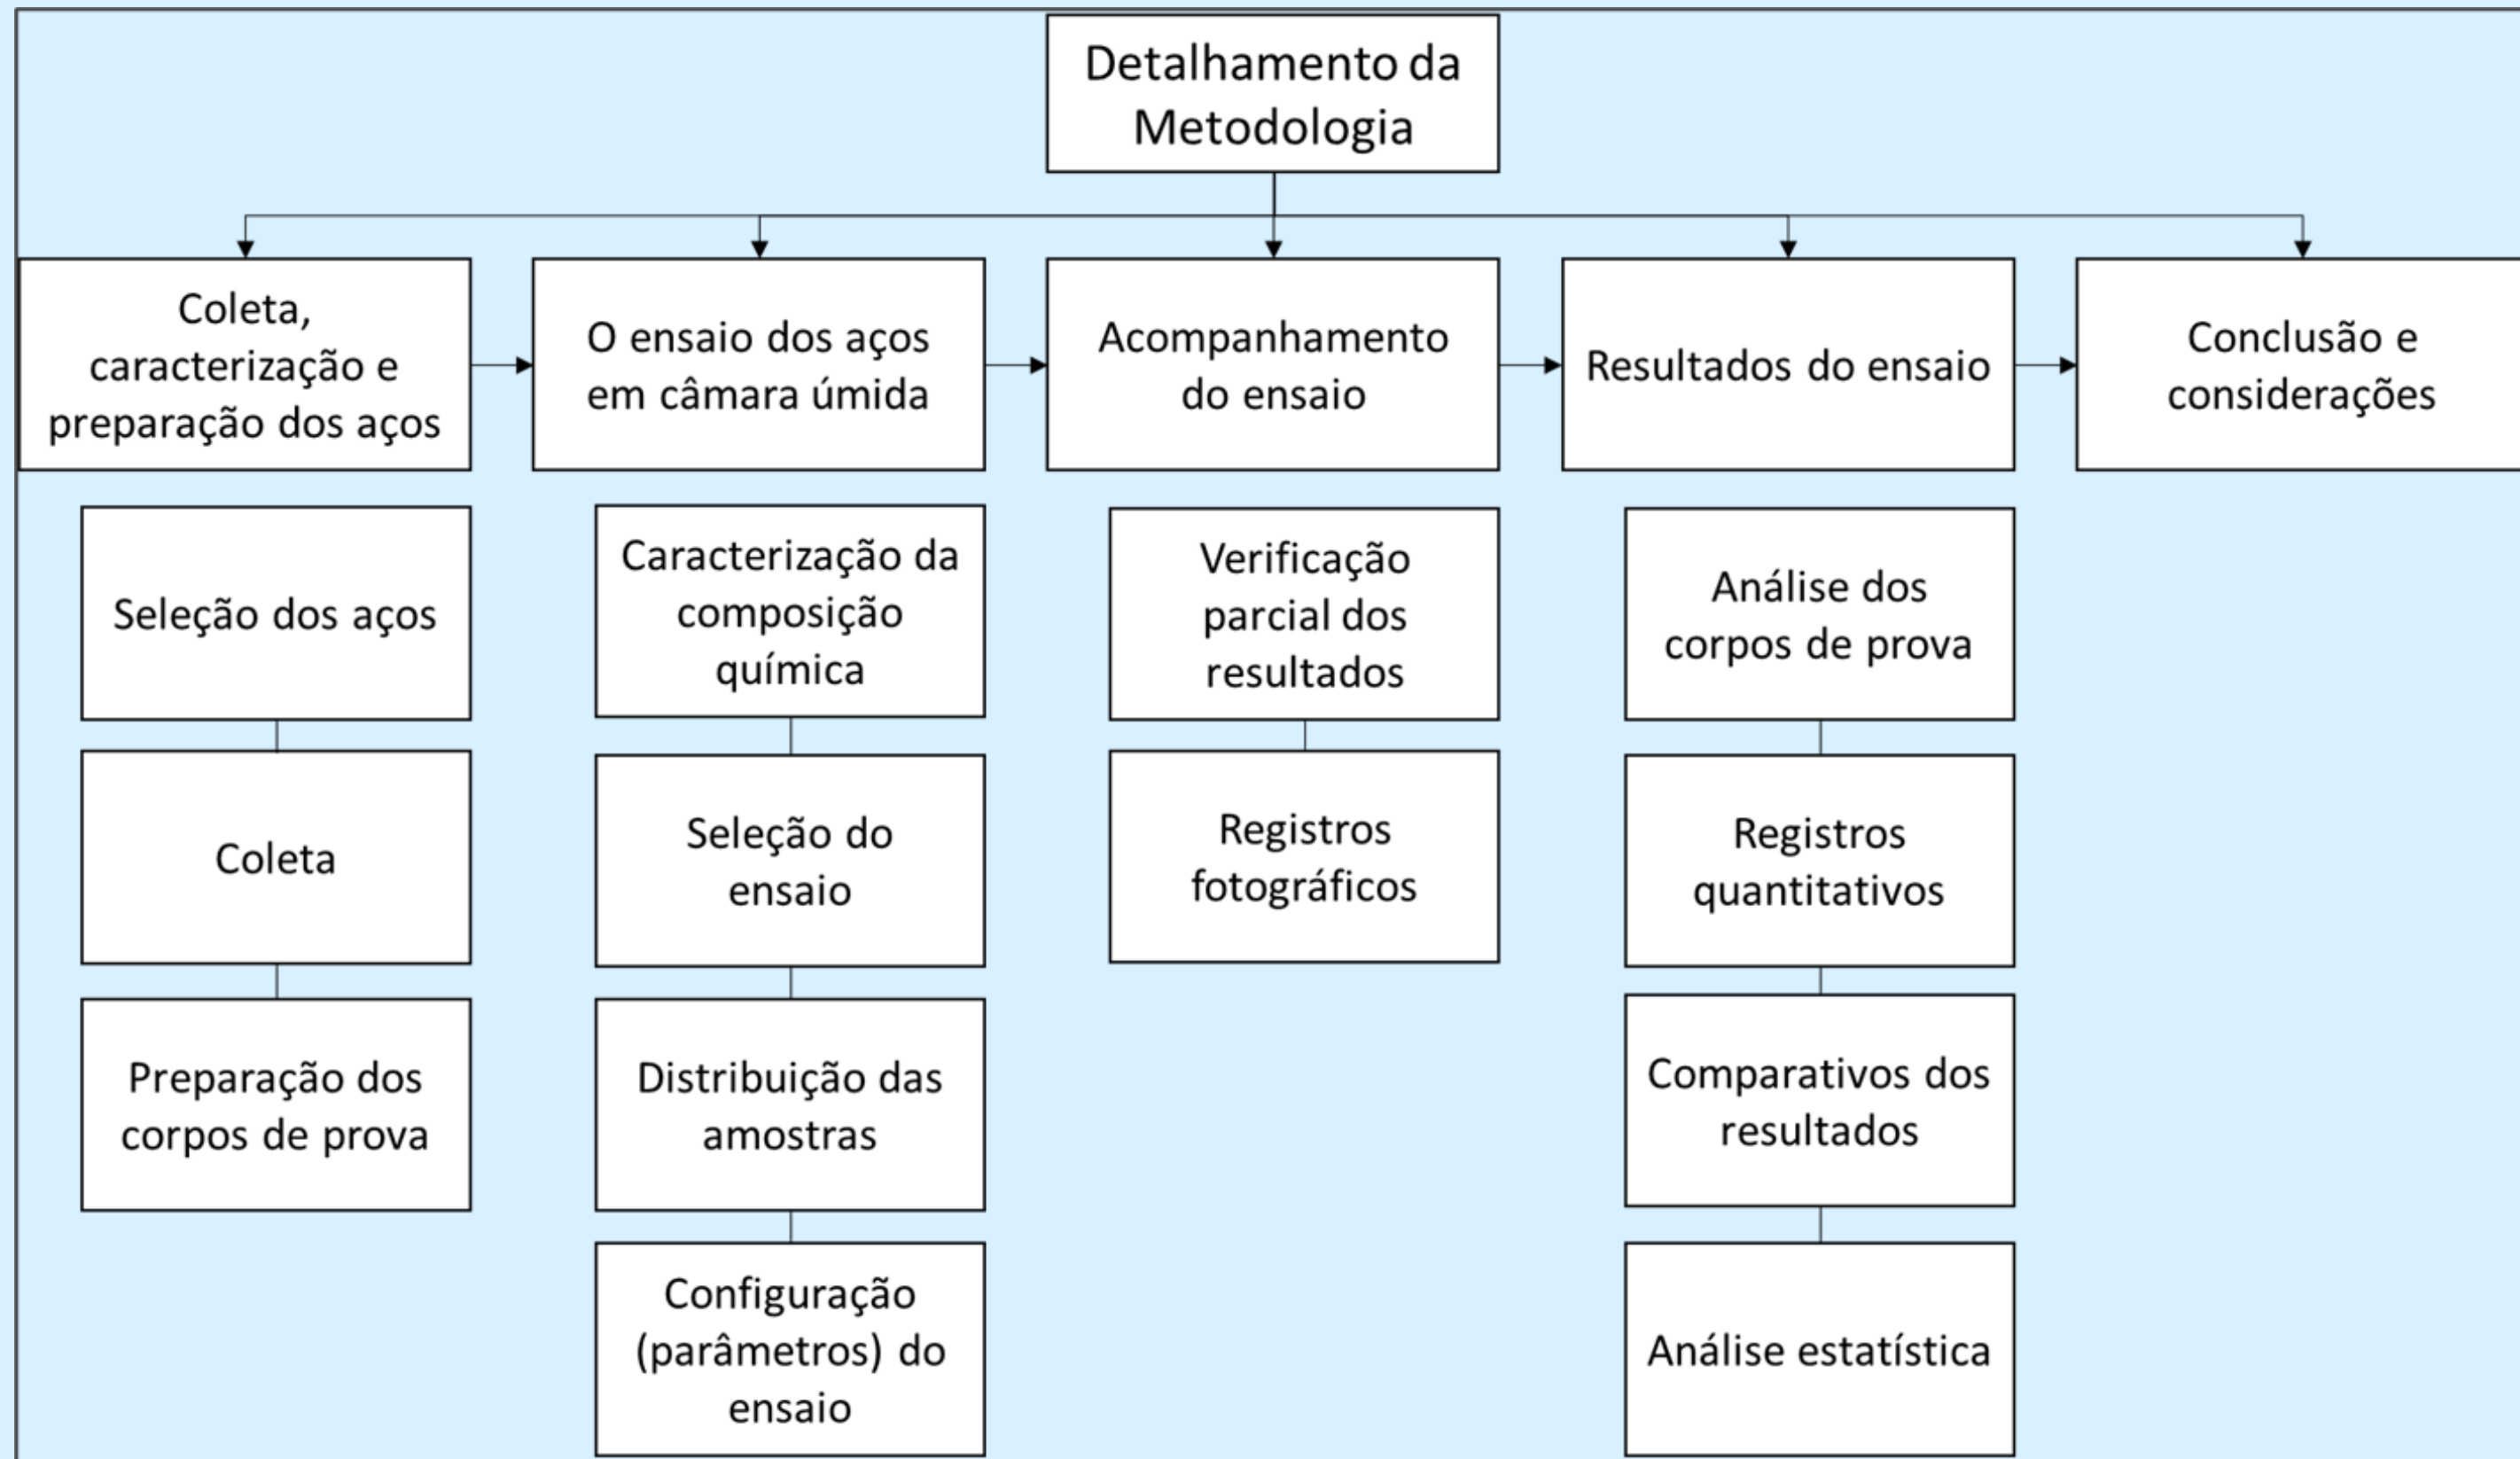 Detalhamento da
Metodologia
Coleta,
caracterização e
preparação dos aços
O ensaio dos aços
em câmara úmida
Acompanhamento
do ensaio
Resultados do ensaio
Conclusão e
considerações
Seleção dos aços
Coleta
Preparação dos
corpos de prova
Caracterização da
composição
química
Seleção do
ensaio
Distribuição das
amostras
Configuração
(parâmetros) do
ensaio
Verificação
parcial dos
resultados
Registros
fotográficos
Análise dos
corpos de prova
Registros
quantitativos
Comparativos dos
resultados
Análise estatística